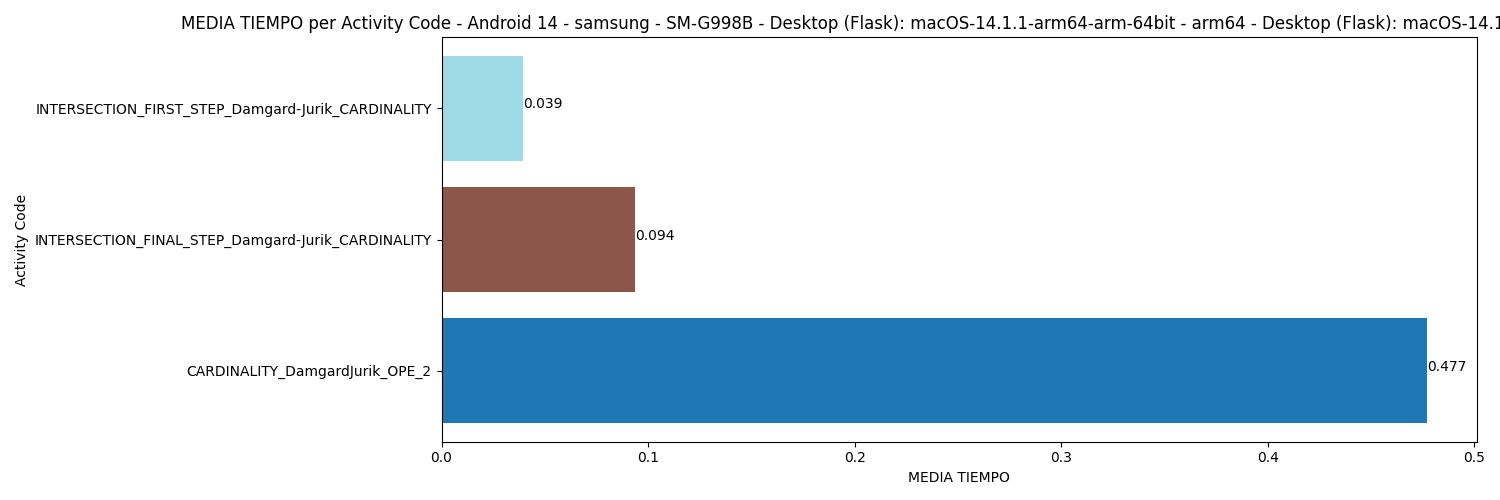 MEDIA TIEMPO per Activity Code - Android 14 - samsung - SM-G998B - Desktop (Flask): macOS-14.1.1-arm64-arm-64bit - arm64 - Desktop (Flask): macOS-14.1
INTERSECTION_FIRST_STEP_Damgard-Jurik_CARDINALITY
0.039
INTERSECTION_FINAL_STEP_Damgard-Jurik_CARDINALITY
0.094
CARDINALITY_DamgardJurik_OPE_2
0.477
Activity Code
0.0 0.1 0.2 0.3 0.4 0.5
MEDIA TIEMPO